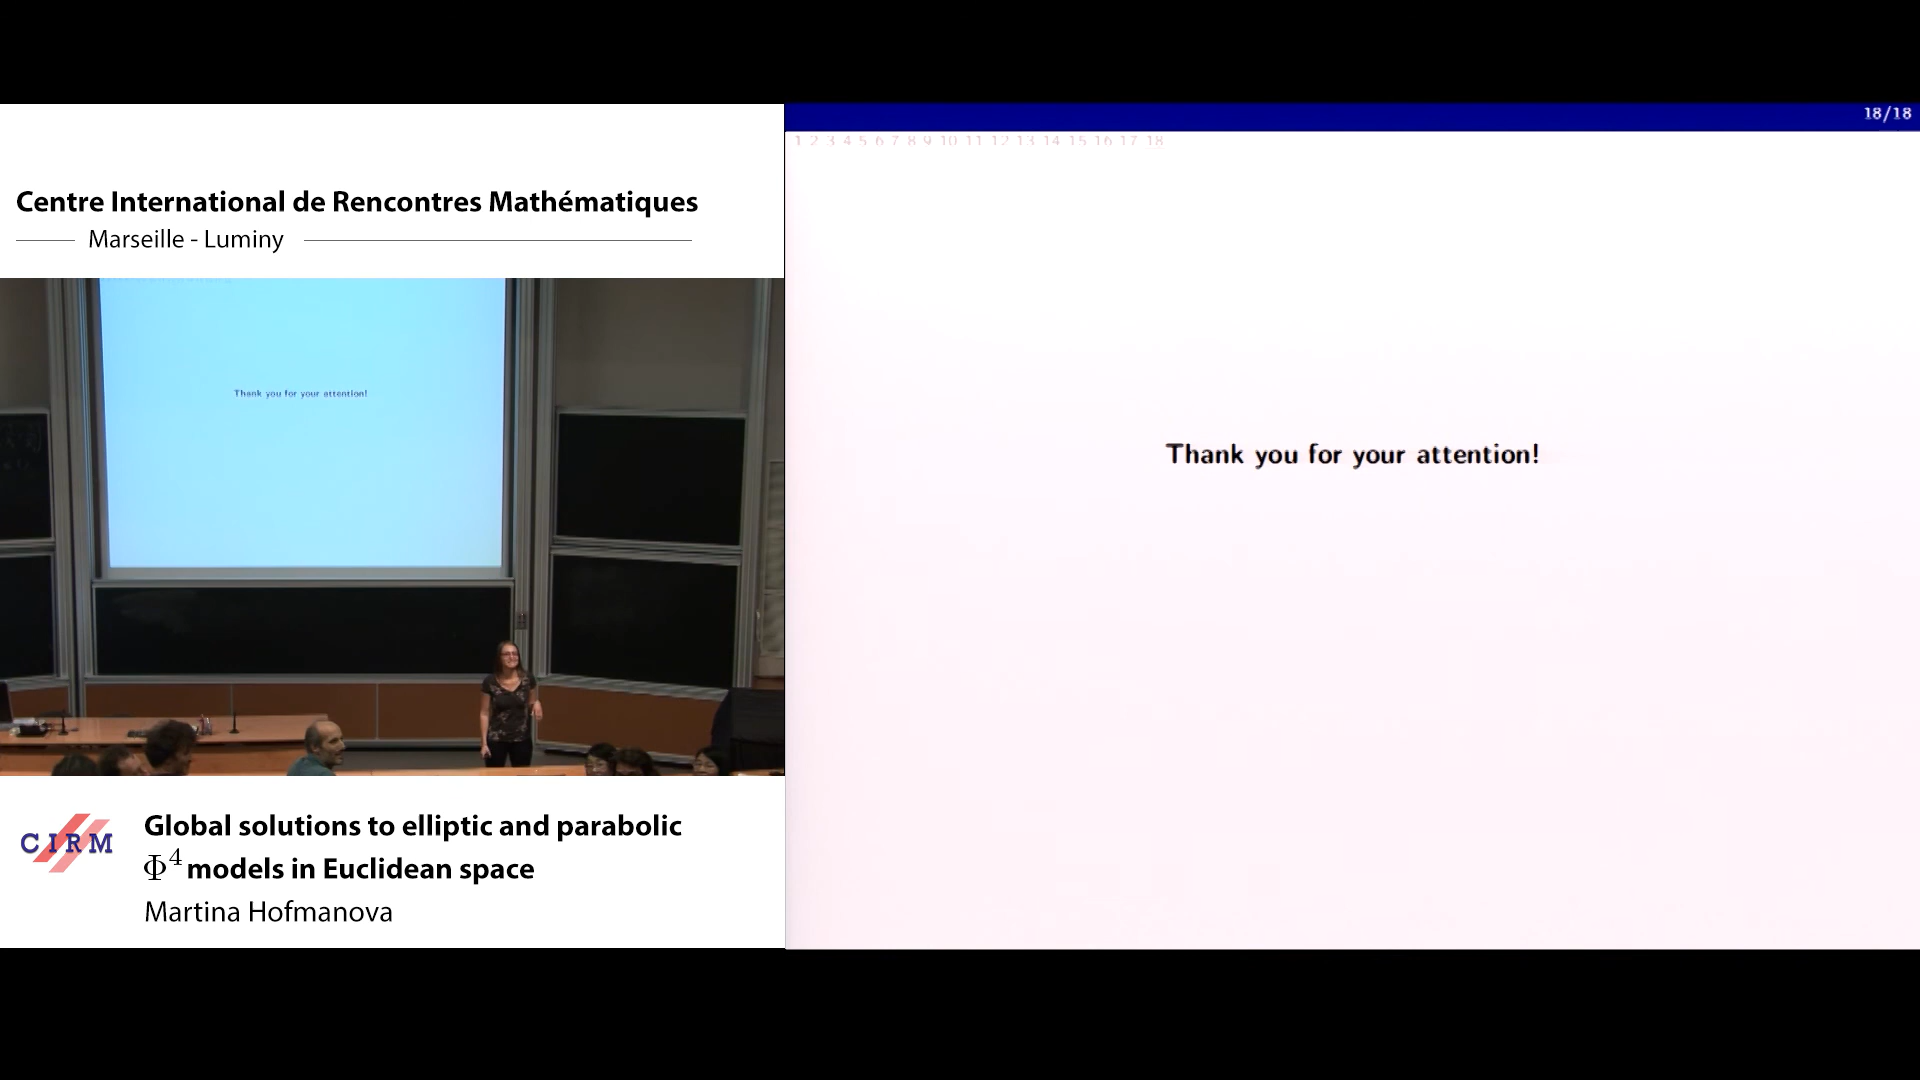 Centre International de Rencontres Mathématiques
Marseille - Luminy
Thank you for your attention!
CIRM
Global solutions to elliptic and parabolic
Φ⁴ models in Euclidean space
Martina Hofmanova
18/18
1 2 3 4 5 6 7 8 9 10 11 12 13 14 15 16 17 18
Thank you for your attention!